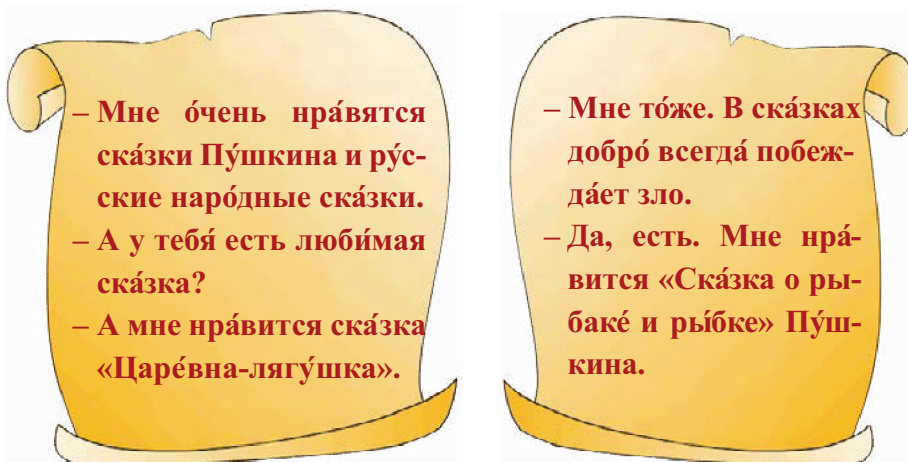 – Мне о́чень нра́вятся
ска́зки Пу́шкина и ру́с-
ские наро́дные ска́зки.
– А у тебя́ есть люби́мая
ска́зка?
– А мне нра́вится ска́зка
«Царе́вна-лягу́шка».
– Мне то́же. В ска́зках
добро́ всегда́ побеж-
да́ет зло.
– Да, есть. Мне нра́-
вится «Ска́зка о ры-
баке́ и ры́бке» Пу́ш-
кина.